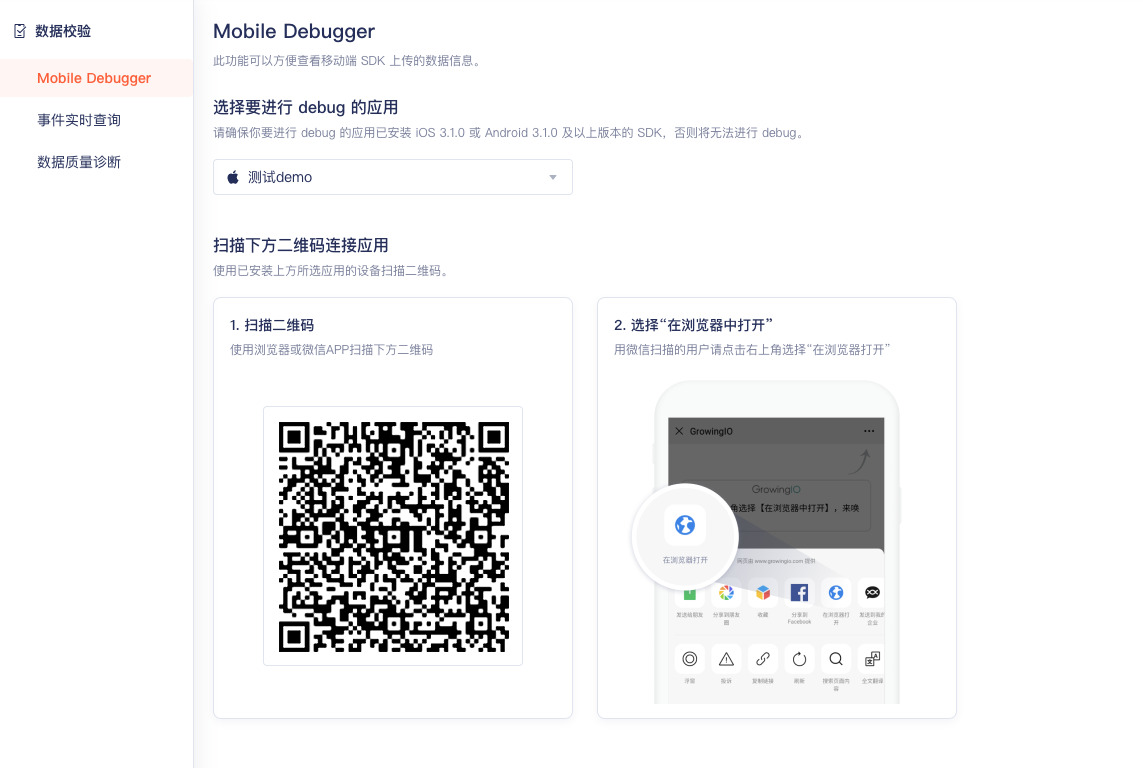 数据校验
Mobile Debugger
事件实时查询
数据质量诊断
Mobile Debugger
此功能可以方便查看移动端 SDK 上传的数据信息。
选择要进行 debug 的应用
请确保你要进行 debug 的应用已安装 iOS 3.1.0 或 Android 3.1.0 及以上版本的 SDK，否则将无法进行 debug。
测试demo
扫描下方二维码连接应用
使用已安装上方所选应用的设备扫描二维码。
1. 扫描二维码
使用浏览器或微信APP扫描下方二维码
2. 选择“在浏览器中打开”
用微信扫描的用户请点击右上角选择“在浏览器打开”
GrowingIO
GrowingIO
角选择【在浏览器中打开】，来唤
在浏览器打开
网页由 www.growingio.com 提供
发送给朋友
分享到朋友圈
收藏
分享到 Facebook
在浏览器打开
发送到我的企业
浮窗
投诉
复制链接
刷新
搜索页面内容
全文翻译